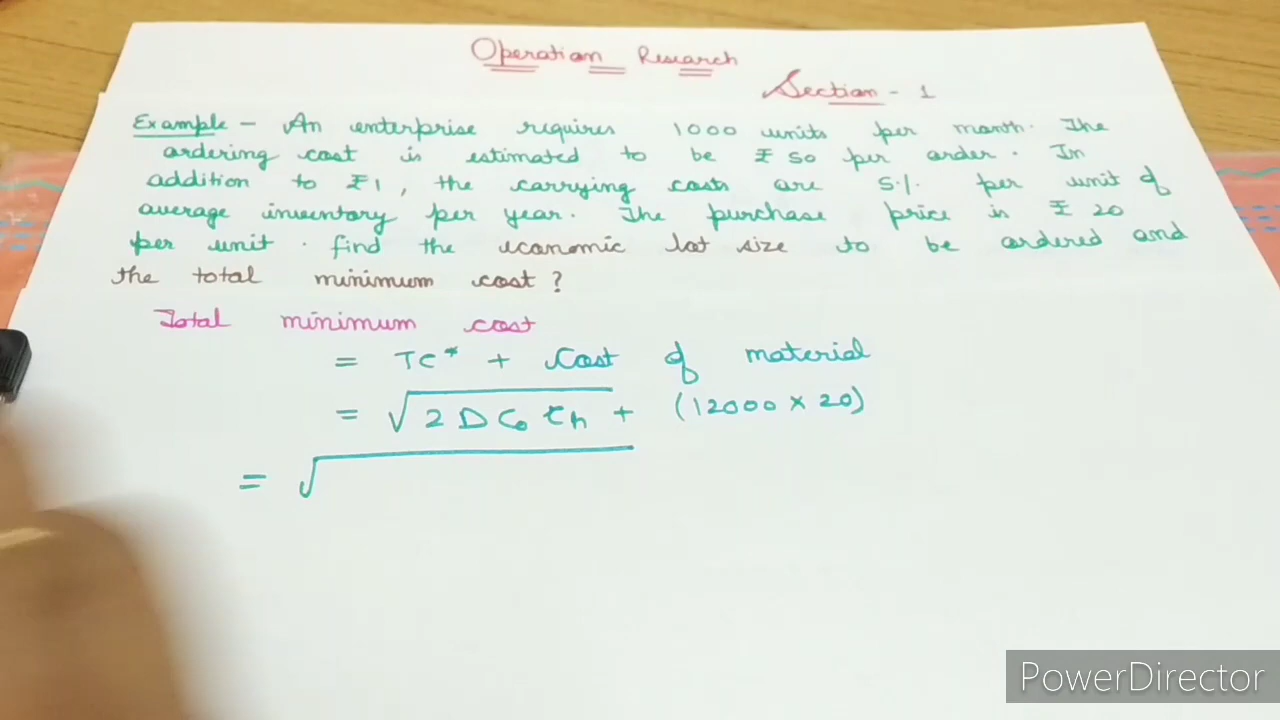 Operation Research
Section - 1
Example - An enterprise requires 1000 units per month. The
ordering cost is estimated to be ₹ 50 per order. In
addition to ₹1, the carrying costs are 5% per unit of
average inventory per year. The purchase price is ₹ 20
per unit. find the economic lot size to be ordered and
the total minimum cost ?
Total minimum cost
= TC* + Cost of material
= √2 D Co Ch + (12000 × 20)
= √
PowerDirector